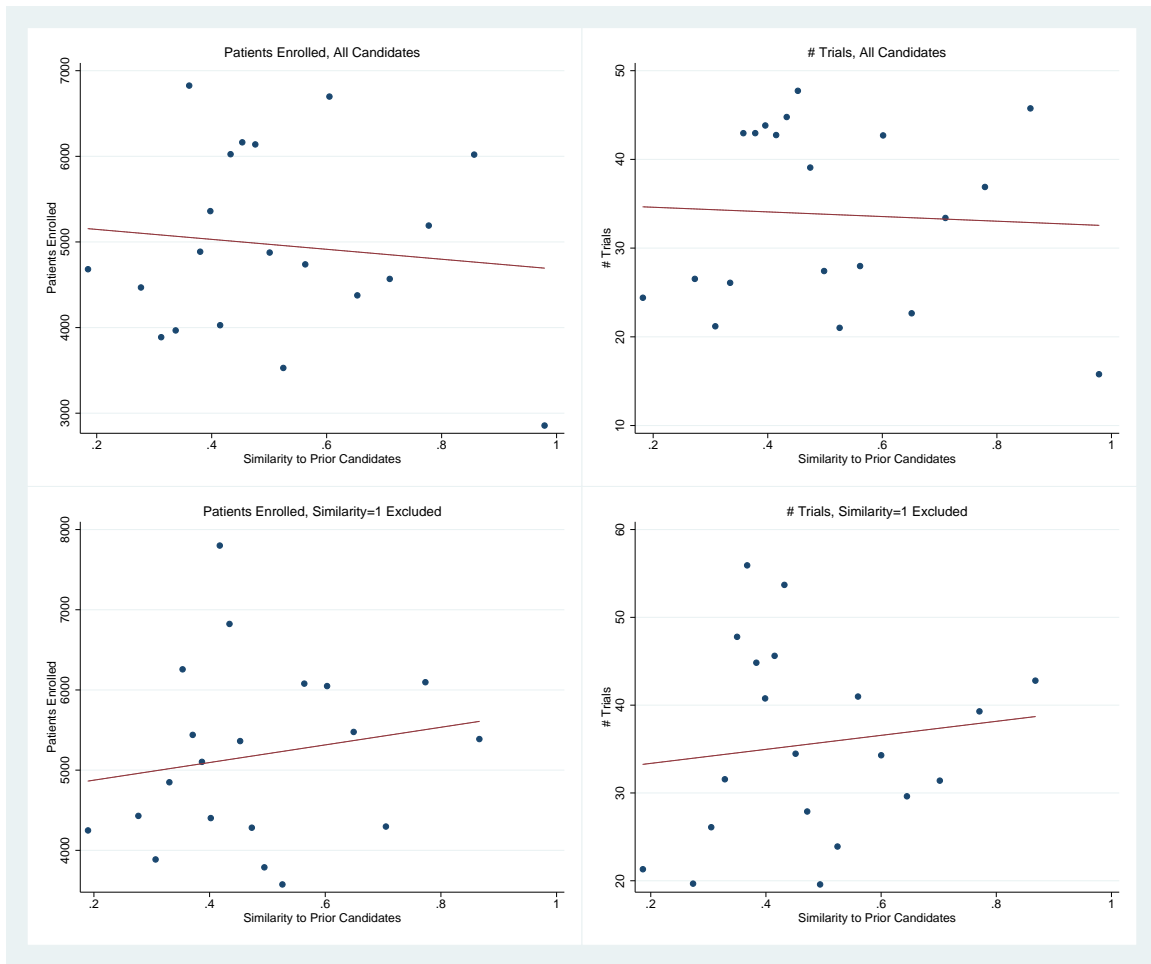 Patients Enrolled, All Candidates
7000
6000
5000
4000
3000
Patients Enrolled
.2 .4 .6 .8 1
Similarity to Prior Candidates
# Trials, All Candidates
50
40
30
20
10
# Trials
.2 .4 .6 .8 1
Similarity to Prior Candidates
Patients Enrolled, Similarity=1 Excluded
8000
7000
6000
5000
4000
Patients Enrolled
.2 .4 .6 .8 1
Similarity to Prior Candidates
# Trials, Similarity=1 Excluded
60
50
40
30
20
# Trials
.2 .4 .6 .8 1
Similarity to Prior Candidates